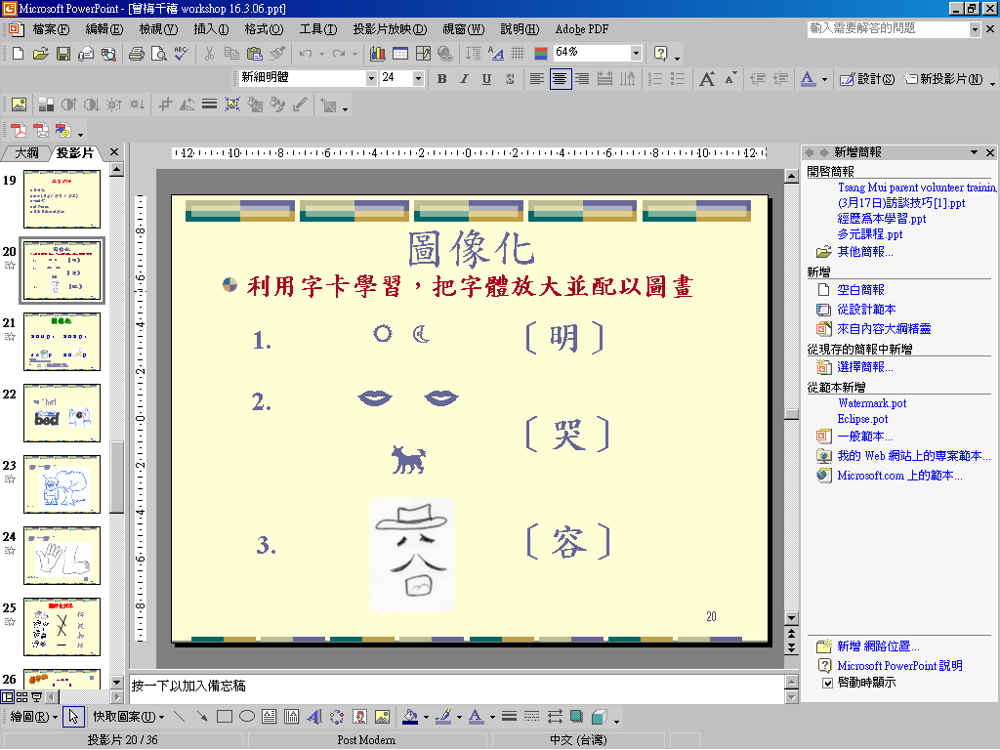 Microsoft PowerPoint - [曾梅千禧 workshop 16.3.06.ppt]
檔案(F) 編輯(E) 檢視(V) 插入(I) 格式(O) 工具(T) 投影片放映(D) 視窗(W) 說明(H) Adobe PDF
輸入需要解答的問題
64%
新細明體 24 B I U S 設計(S) 新投影片(N)
大綱 投影片
19
20
21
22
23
24
25
26
圖像化
利用字卡學習，把字體放大並配以圖畫
1. 〔明〕
2. 〔哭〕
3. 〔容〕
20
新增簡報
開啓簡報
Tsang Mui parent volunteer trainin
(3月17日)訪談技巧[1].ppt
經歷爲本學習.ppt
多元課程.ppt
其他簡報...
新增
空白簡報
從設計範本
來自內容大綱精靈
從現存的簡報中新增
選擇簡報...
從範本新增
Watermark.pot
Eclipse.pot
一般範本...
我的 Web 網站上的專案範本...
Microsoft.com 上的範本...
新增 網路位置...
Microsoft PowerPoint 說明
啓動時顯示
按一下以加入備忘稿
繪圖(R) 快取圖案(U)
投影片 20 / 36 Post Modern 中文 (台灣)